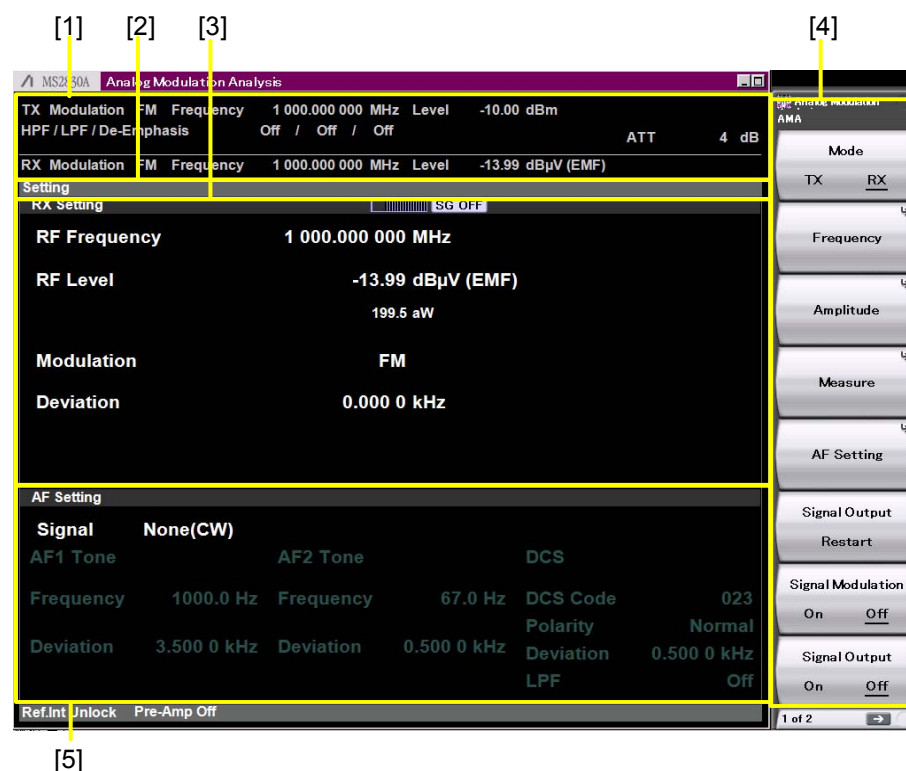 [1] [2] [3] [4]
MS2830A Analog Modulation Analysis
TX Modulation FM Frequency 1 000.000 000 MHz Level -10.00 dBm
HPF / LPF / De-Emphasis Off / Off / Off
ATT 4 dB
RX Modulation FM Frequency 1 000.000 000 MHz Level -13.99 dBµV (EMF)
Setting
RX Setting SG OFF
RF Frequency 1 000.000 000 MHz
RF Level -13.99 dBµV (EMF)
199.5 aW
Modulation FM
Deviation 0.000 0 kHz
AF Setting
Signal None(CW)
AF1 Tone AF2 Tone DCS
Frequency 1000.0 Hz Frequency 67.0 Hz DCS Code 023
Polarity Normal
Deviation 3.500 0 kHz Deviation 0.500 0 kHz Deviation 0.500 0 kHz
LPF Off
Ref.Int Unlock Pre-Amp Off
Analog Modulation
AMA
Mode
TX RX
Frequency
Amplitude
Measure
AF Setting
Signal Output
Restart
Signal Modulation
On Off
Signal Output
On Off
1 of 2
[5]